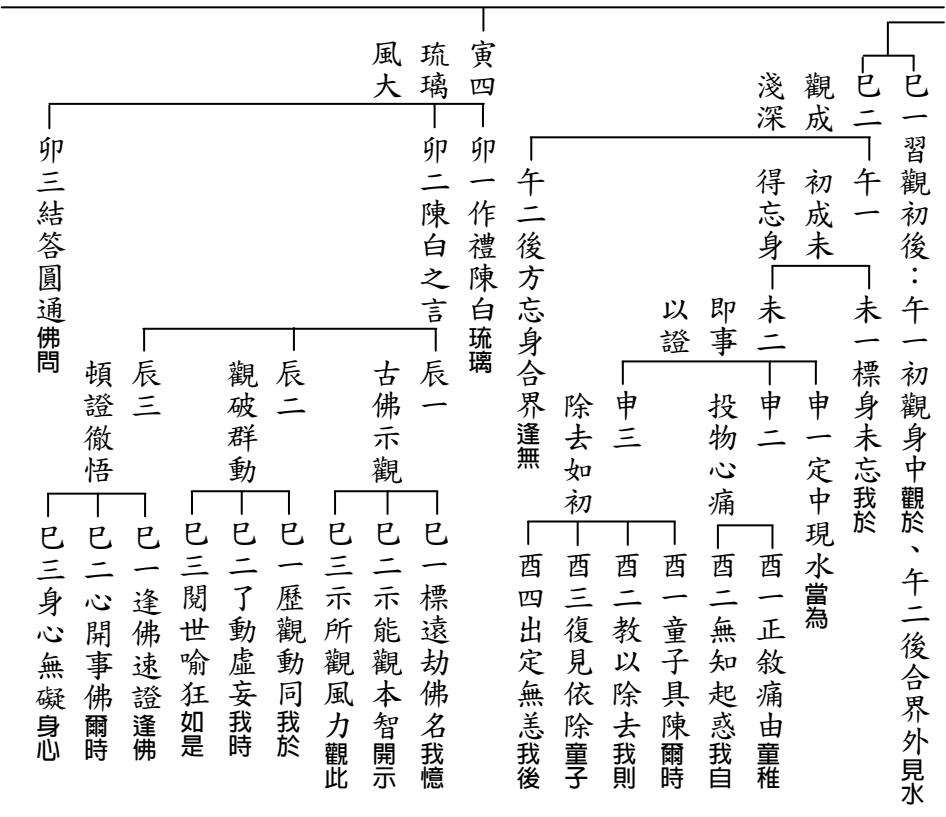 巳一習觀初後：午一初觀身中觀於、午二後合界外見水
巳二觀成淺深
午一初成未得忘身
未一標身未忘我於
未二即事以證
申一定中現水當為
申二投物心痛
酉一正敘痛由童稚
酉二無知起惑我自
申三除去如初
酉一童子具陳爾時
酉二教以除去我則
酉三復見依除童子
酉四出定無恙我後
午二後方忘身合界逢無
寅四琉璃風大
卯一作禮陳白琉璃
卯二陳白之言
辰一古佛示觀
巳一標遠劫佛名我憶
巳二示能觀本智開示
巳三示所觀風力觀此
辰二觀破群動
巳一歷觀動同我於
巳二了動虛妄我時
巳三閱世喻狂如是
辰三頓證徹悟
巳一逢佛速證逢佛
巳二心開事佛爾時
巳三身心無礙身心
卯三結答圓通佛問